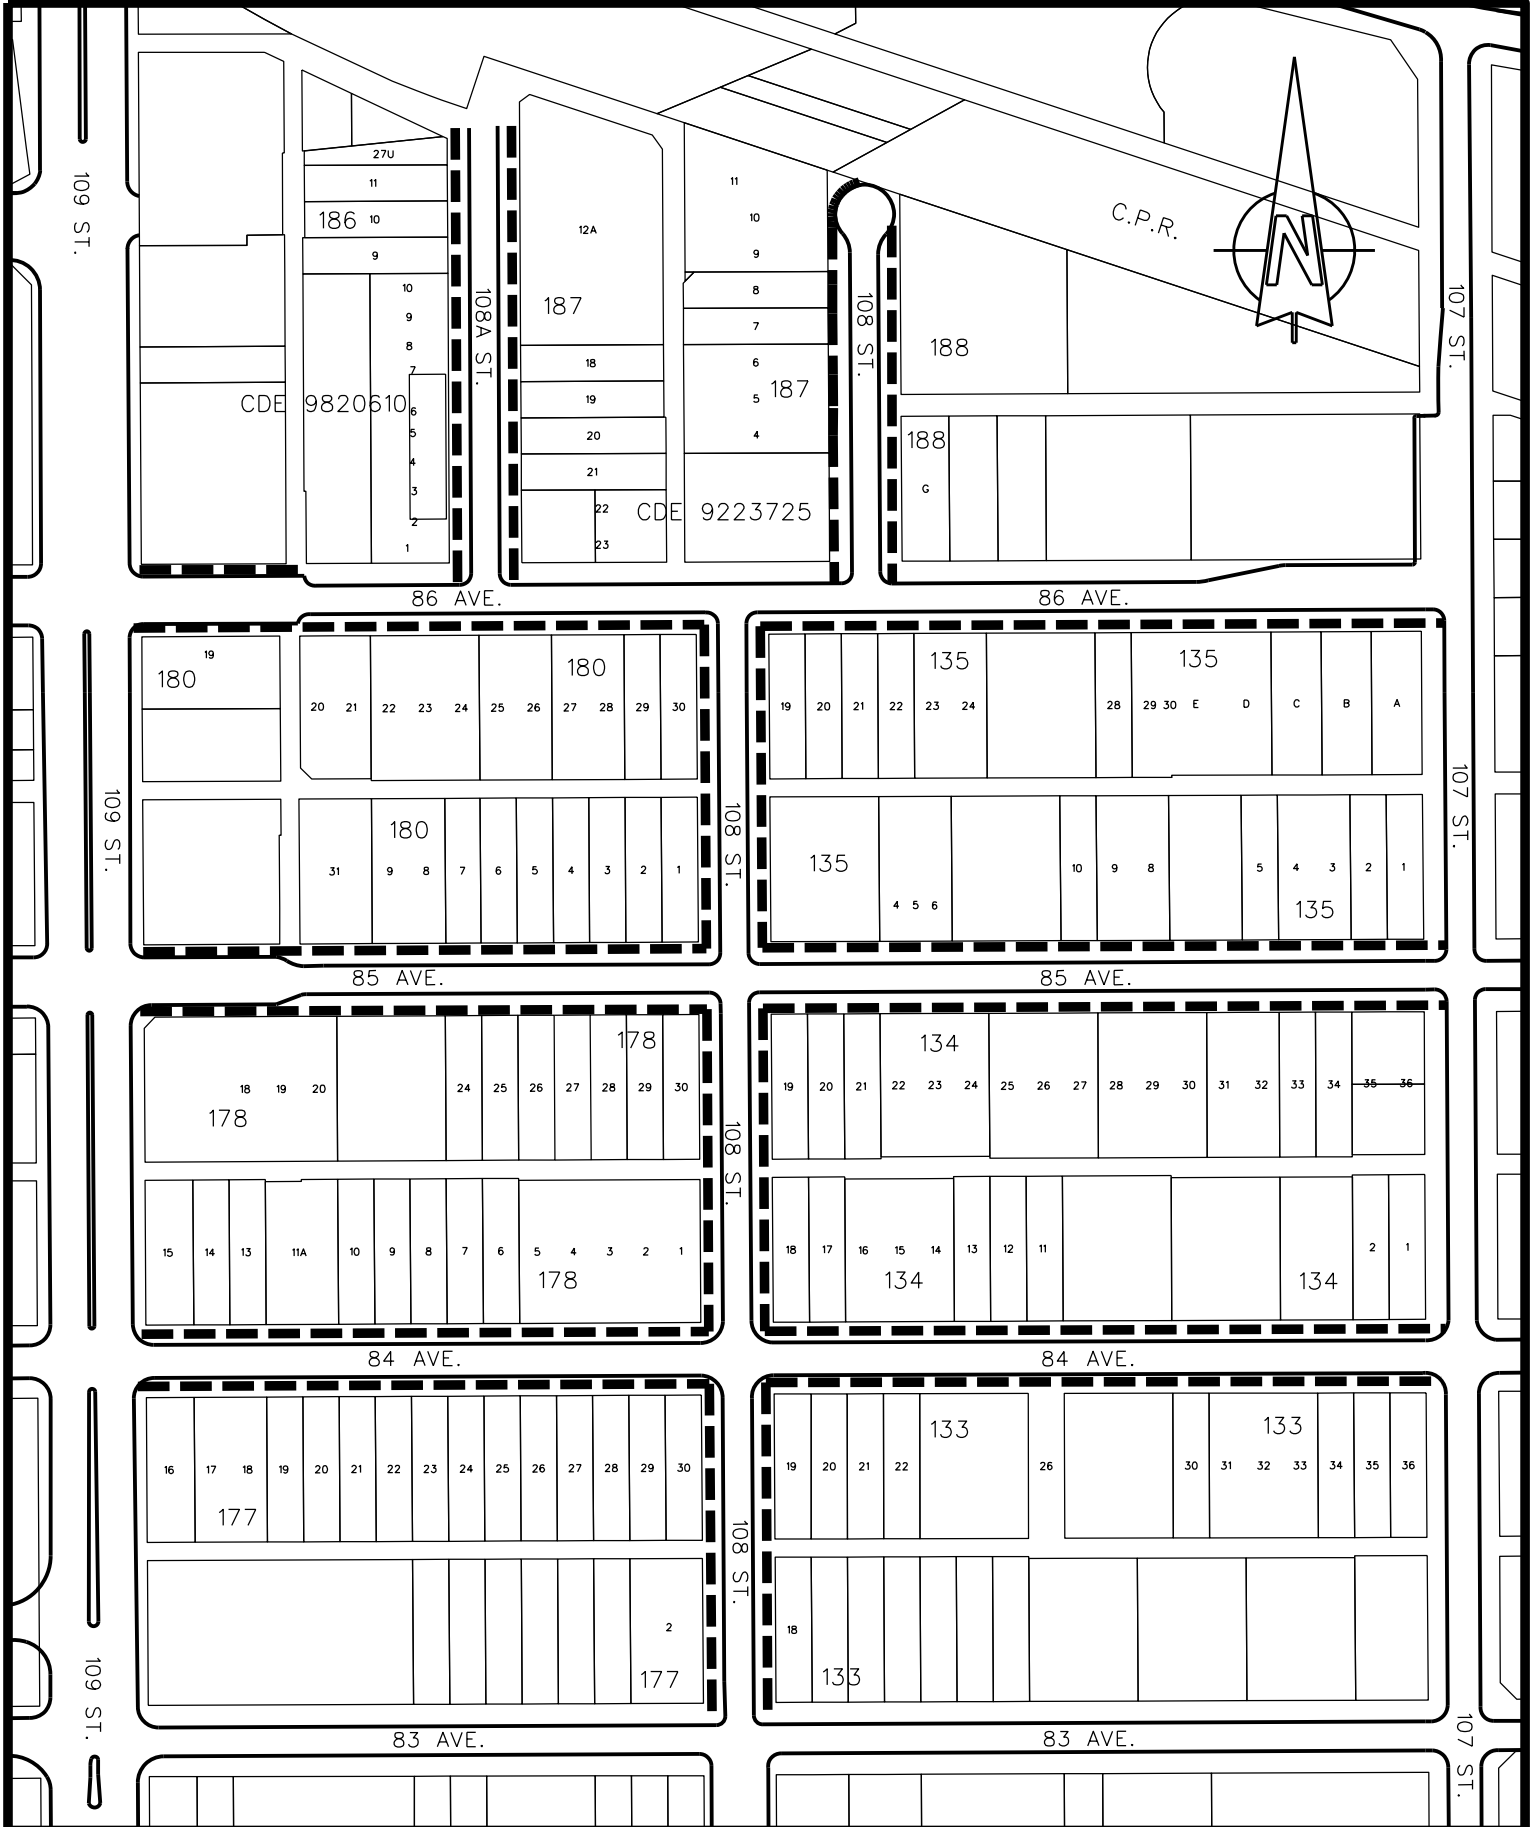 27U
11
109 ST.
186 10
9
12A
11
10
9
C.P.R.
N
10
9
8
7
108A ST.
187
8
7
108 ST.
188
107 ST.
CDE 9820610
6
5
4
3
2
1
18
19
20
21
22
23
6
5
187
4
CDE 9223725
188
G
86 AVE.
86 AVE.
19
180
180
20 21 22 23 24 25 26 27 28 29 30
135
135
19 20 21 22 23 24 28 29 30 E D C B A
109 ST.
180
31 9 8 7 6 5 4 3 2 1
108 ST.
135
4 5 6
10 9 8 5 4 3 2 1
135
107 ST.
85 AVE.
85 AVE.
178
18 19 20 24 25 26 27 28 29 30
178
134
19 20 21 22 23 24 25 26 27 28 29 30 31 32 33 34 35 36
108 ST.
15 14 13 11A 10 9 8 7 6 5 4 3 2 1
178
18 17 16 15 14 13 12 11 2 1
134
134
84 AVE.
84 AVE.
16 17 18 19 20 21 22 23 24 25 26 27 28 29 30
177
133
133
19 20 21 22 26 30 31 32 33 34 35 36
108 ST.
2
177
18
133
109 ST.
83 AVE.
83 AVE.
107 ST.